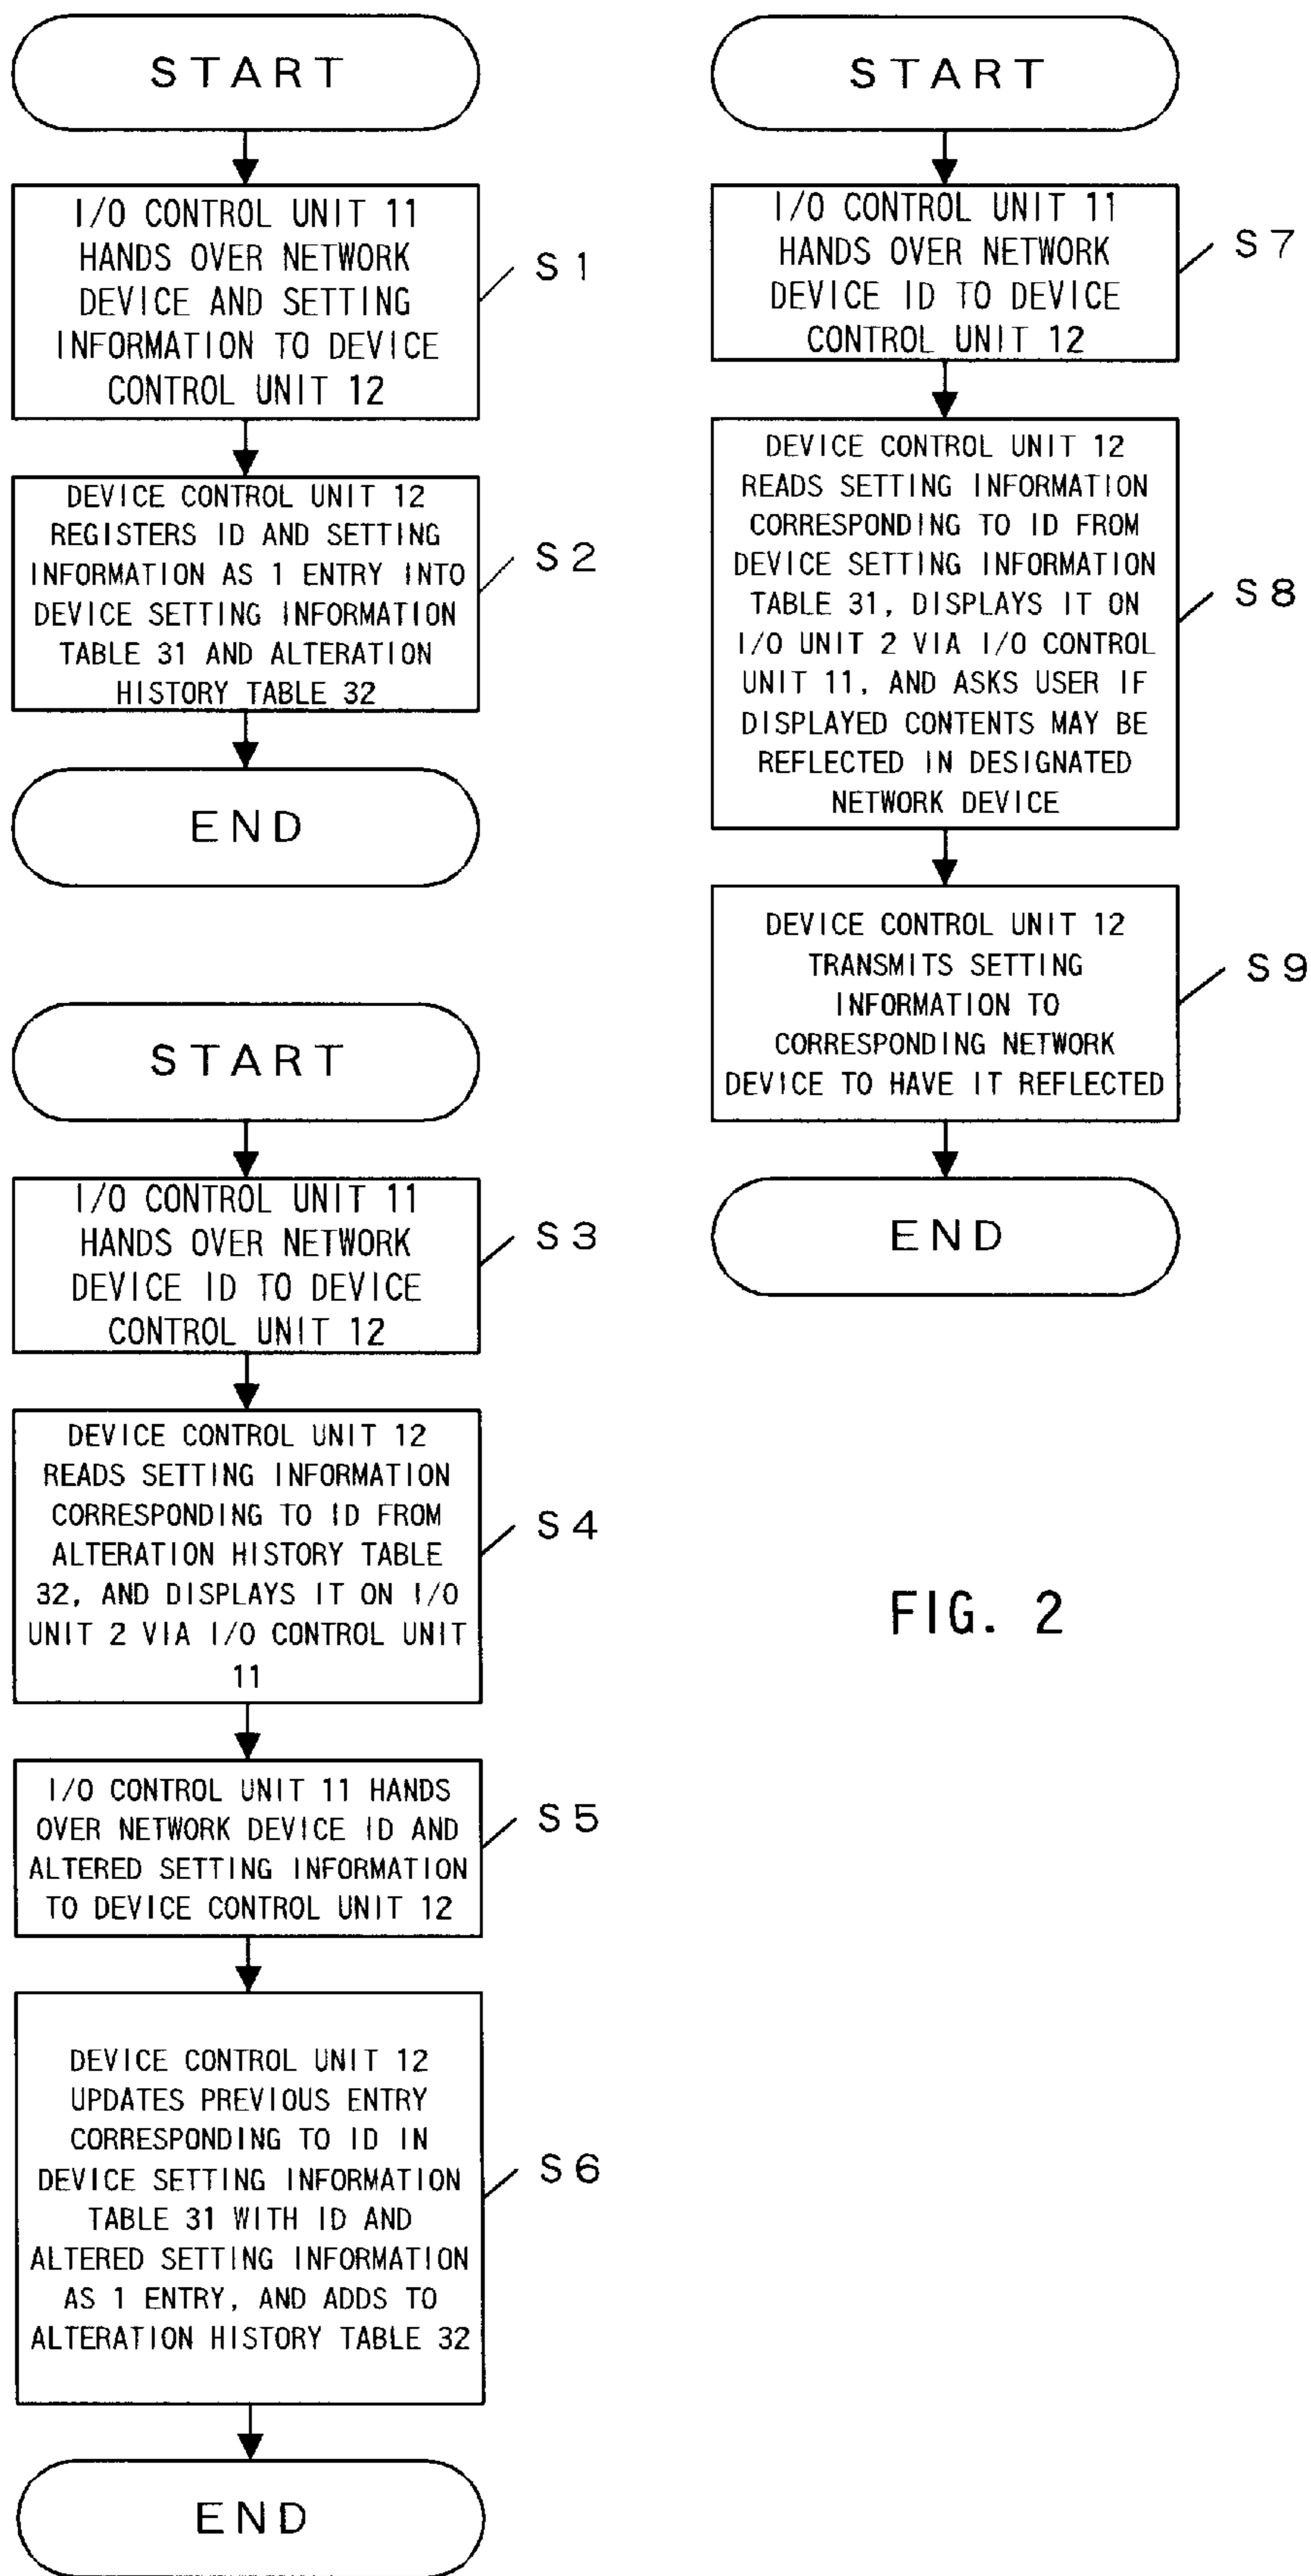 START
I/O CONTROL UNIT 11
HANDS OVER NETWORK
DEVICE AND SETTING
INFORMATION TO DEVICE
CONTROL UNIT 12
S1
DEVICE CONTROL UNIT 12
REGISTERS ID AND SETTING
INFORMATION AS 1 ENTRY INTO
DEVICE SETTING INFORMATION
TABLE 31 AND ALTERATION
HISTORY TABLE 32
S2
END
START
I/O CONTROL UNIT 11
HANDS OVER NETWORK
DEVICE ID TO DEVICE
CONTROL UNIT 12
S3
DEVICE CONTROL UNIT 12
READS SETTING INFORMATION
CORRESPONDING TO ID FROM
ALTERATION HISTORY TABLE
32, AND DISPLAYS IT ON I/O
UNIT 2 VIA I/O CONTROL UNIT
11
S4
I/O CONTROL UNIT 11 HANDS
OVER NETWORK DEVICE ID AND
ALTERED SETTING INFORMATION
TO DEVICE CONTROL UNIT 12
S5
DEVICE CONTROL UNIT 12
UPDATES PREVIOUS ENTRY
CORRESPONDING TO ID IN
DEVICE SETTING INFORMATION
TABLE 31 WITH ID AND
ALTERED SETTING INFORMATION
AS 1 ENTRY, AND ADDS TO
ALTERATION HISTORY TABLE 32
S6
END
START
I/O CONTROL UNIT 11
HANDS OVER NETWORK
DEVICE ID TO DEVICE
CONTROL UNIT 12
S7
DEVICE CONTROL UNIT 12
READS SETTING INFORMATION
CORRESPONDING TO ID FROM
DEVICE SETTING INFORMATION
TABLE 31, DISPLAYS IT ON
I/O UNIT 2 VIA I/O CONTROL
UNIT 11, AND ASKS USER IF
DISPLAYED CONTENTS MAY BE
REFLECTED IN DESIGNATED
NETWORK DEVICE
S8
DEVICE CONTROL UNIT 12
TRANSMITS SETTING
INFORMATION TO
CORRESPONDING NETWORK
DEVICE TO HAVE IT REFLECTED
S9
END
FIG. 2